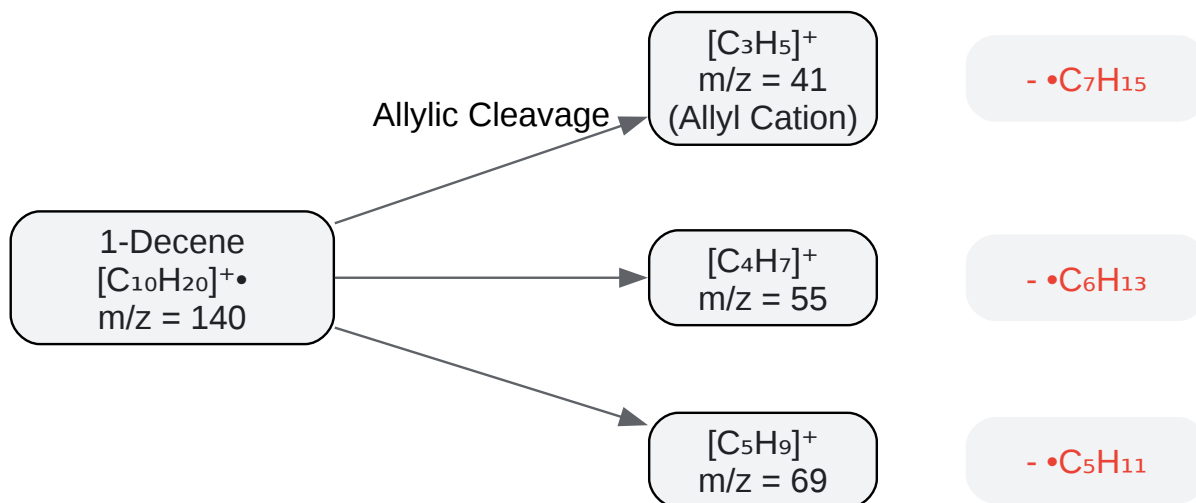 [C₃H₅]⁺
m/z = 41
(Allyl Cation)
- •C₇H₁₅
Allylic Cleavage
1-Decene
[C₁₀H₂₀]⁺•
m/z = 140
[C₄H₇]⁺
m/z = 55
- •C₆H₁₃
[C₅H₉]⁺
m/z = 69
- •C₅H₁₁